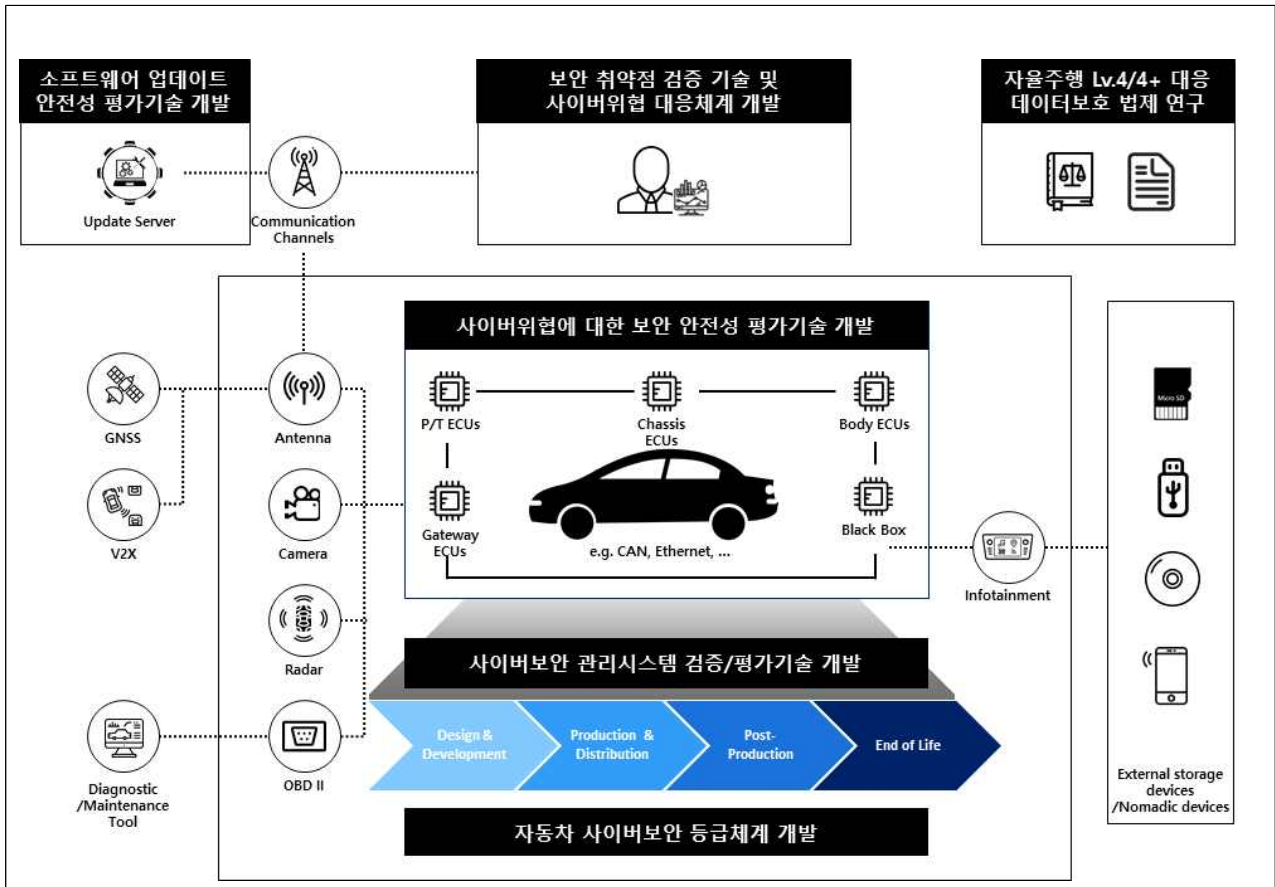 소프트웨어 업데이트
안전성 평가기술 개발
보안 취약점 검증 기술 및
사이버위협 대응체계 개발
자율주행 Lv.4/4+ 대응
데이터보호 법제 연구
Update Server
Communication
Channels
사이버위협에 대한 보안 안전성 평가기술 개발
P/T ECUs
Chassis
ECUs
Body ECUs
GNSS
Antenna
Micro SD
V2X
Camera
Gateway
ECUs
e.g. CAN, Ethernet, ...
Black Box
Infotainment
Radar
사이버보안 관리시스템 검증/평가기술 개발
Design &
Development
Production &
Distribution
Post-
Production
End of Life
Diagnostic
/Maintenance
Tool
OBD II
External storage
devices
/Nomadic devices
자동차 사이버보안 등급체계 개발